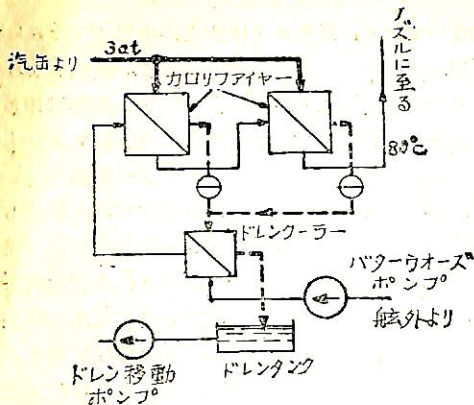 汽缶より
3at
カロリファイヤー
ノズルに至る
80°C
ドレンクーラー
バターウオーズ
ポンプ
舷外より
ドレンタンク
ドレン移動
ポンプ